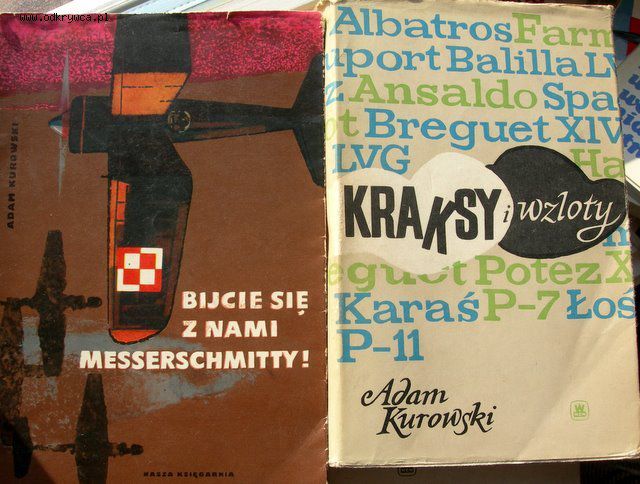 www.odkrywca.pl
ADAM KUROWSKI
BIJCIE SIĘ
Z NAMI
MESSERSCHMITTY!
NASZA KSIĘGARNIA
Albatros Farm
uport Balilla LV
z Ansaldo Spa
t Breguet XIV
LVG Ha
KRAKSY i wzloty
m
eguet Potez X
Karaś P-7 Łoś
P-11
Adam
Kurowski